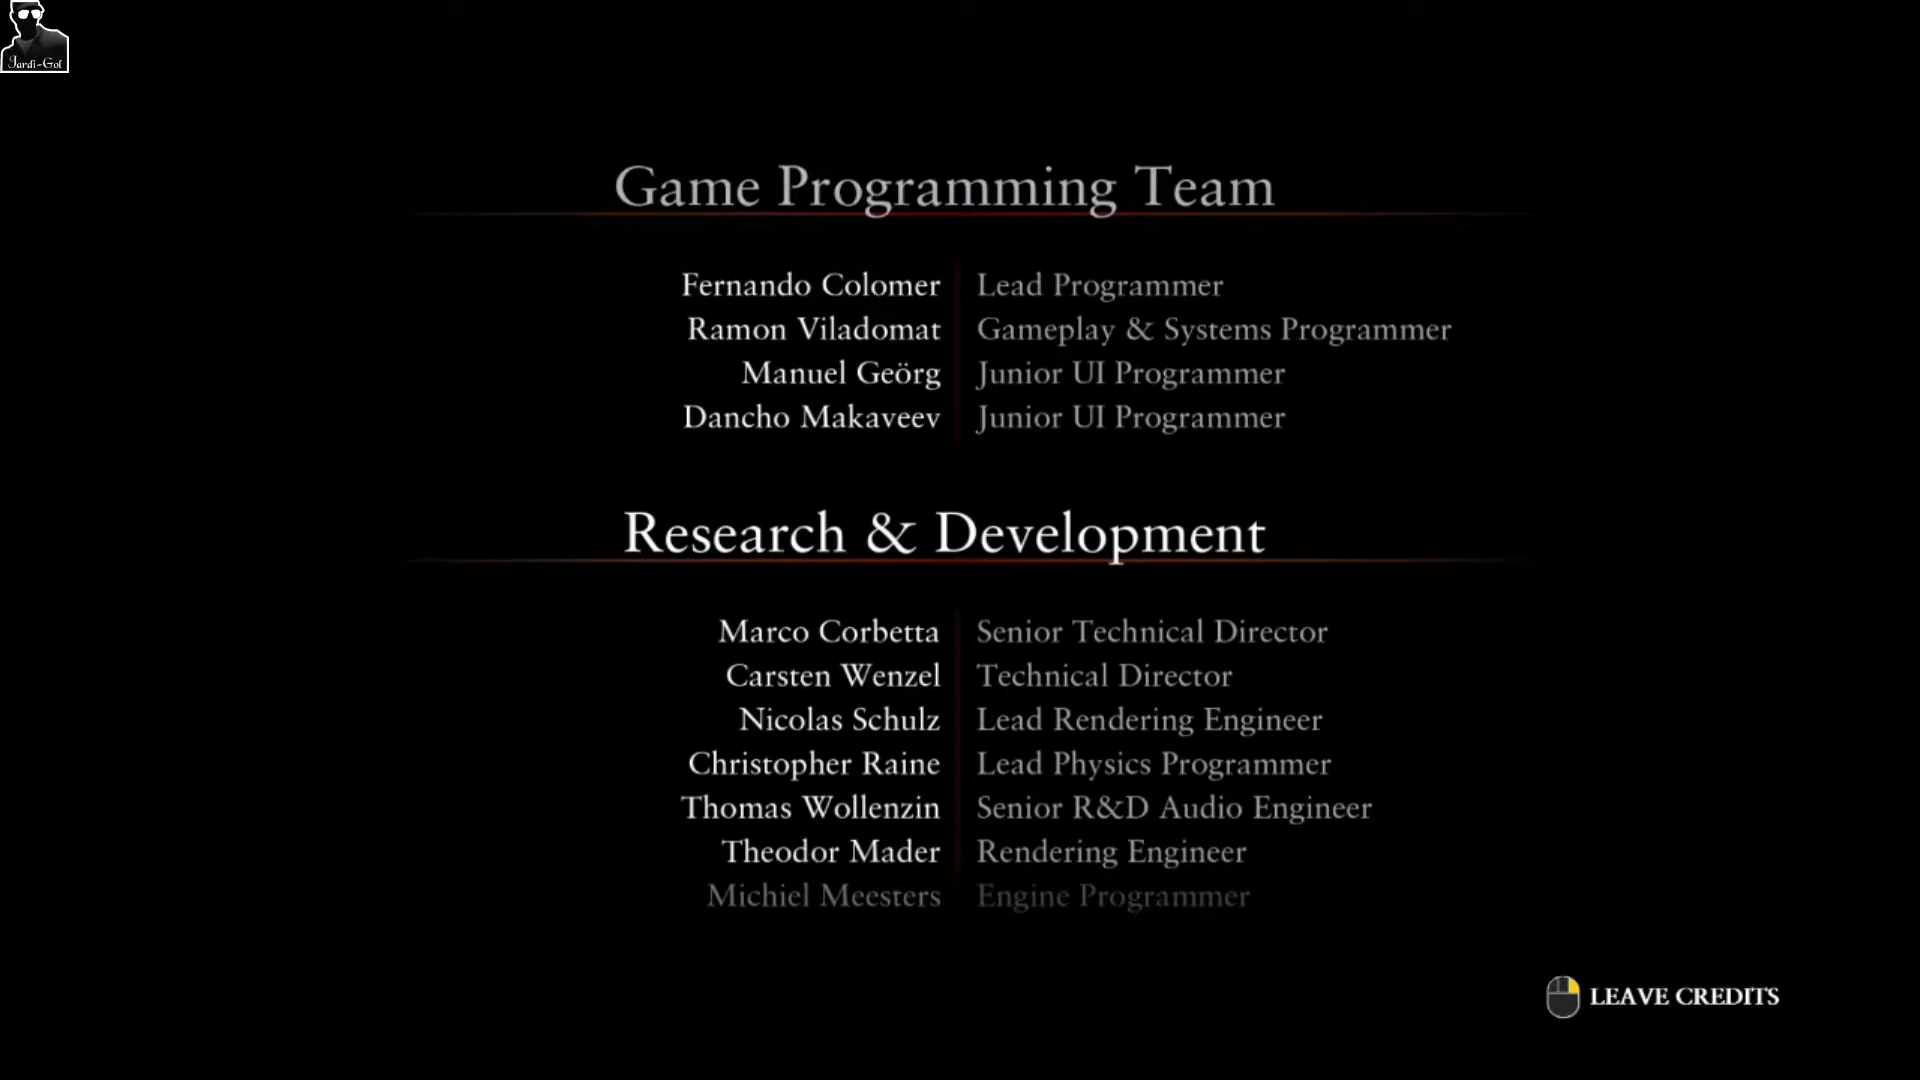 Jardi-Gol
Game Programming Team
Fernando Colomer Lead Programmer
Ramon Viladomat Gameplay & Systems Programmer
Manuel Geörg Junior UI Programmer
Dancho Makaveev Junior UI Programmer
Research & Development
Marco Corbetta Senior Technical Director
Carsten Wenzel Technical Director
Nicolas Schulz Lead Rendering Engineer
Christopher Raine Lead Physics Programmer
Thomas Wollenzin Senior R&D Audio Engineer
Theodor Mader Rendering Engineer
Michiel Meesters Engine Programmer
LEAVE CREDITS